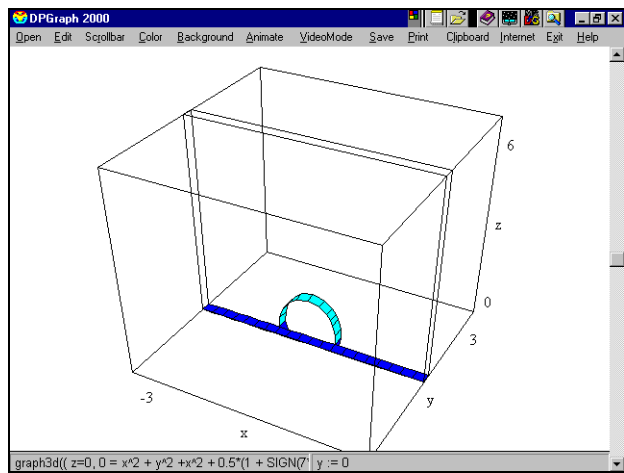 DPGraph 2000
Open Edit Scrollbar Color Background Animate VideoMode Save Print Clipboard Internet Exit Help
6
z
0
3
y
-3
x
graph3d(( z=0, 0 = x^2 + y^2 +x^2 + 0.5*(1 + SIGN(7 y := 0